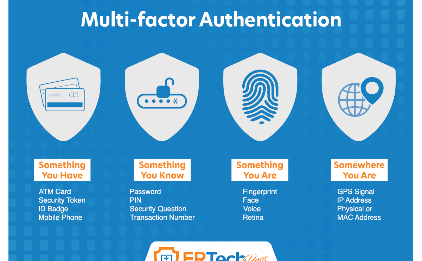 Multi-factor Authentication
Something
You Have
ATM Card
Security Token
ID Badge
Mobile Phone
Something
You Know
Password
PIN
Security Question
Transaction Number
Something
You Are
Fingerprint
Face
Voice
Retina
Somewhere
You Are
GPS Signal
IP Address
Physical or
MAC Address
ERTech